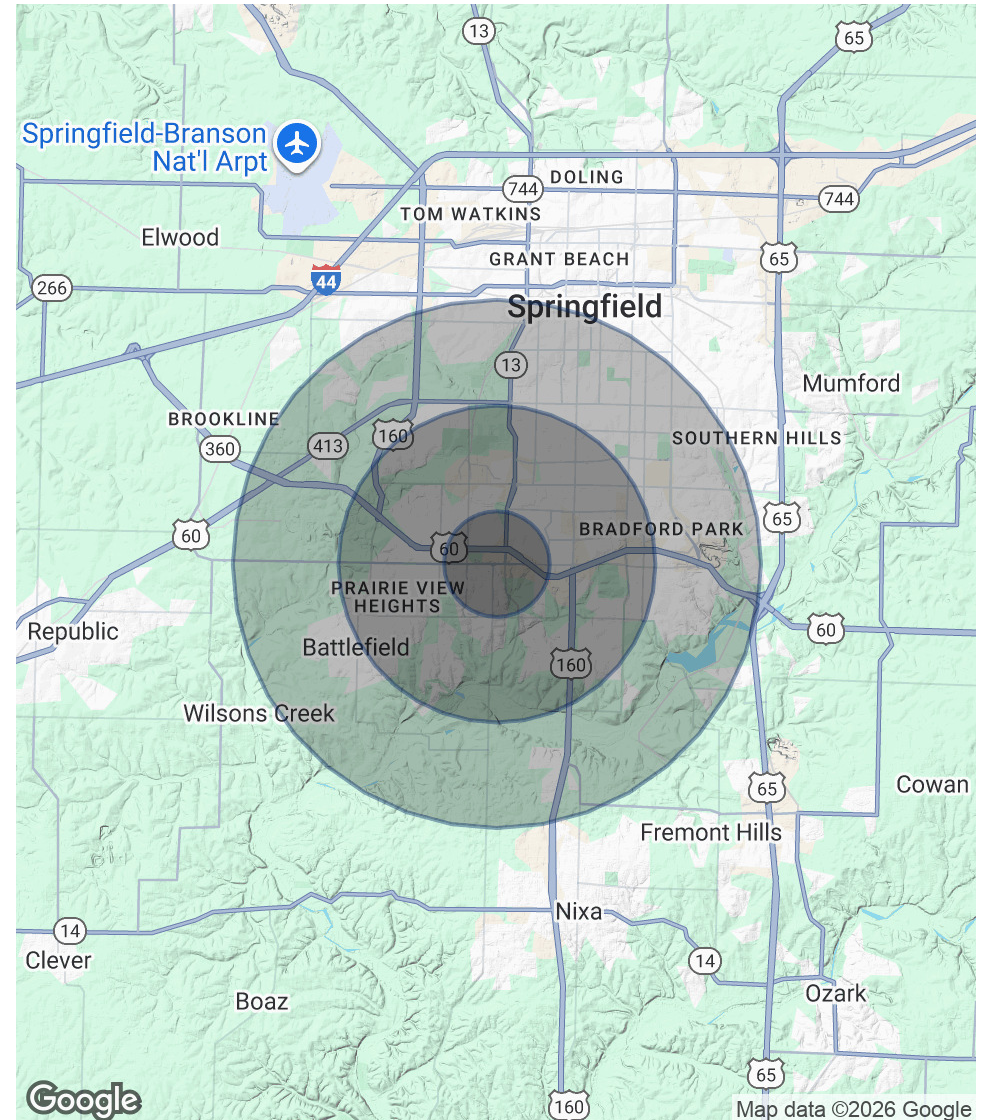 13
65
Springfield-Branson
Nat'l Arpt
DOLING
744
744
TOM WATKINS
Elwood
GRANT BEACH
65
44
266
Springfield
13
Mumford
BROOKLINE
160
SOUTHERN HILLS
413
360
65
60
BRADFORD PARK
60
PRAIRIE VIEW
HEIGHTS
Republic
60
Battlefield
160
Wilsons Creek
65
Cowan
Fremont Hills
Nixa
14
Clever
14
Boaz
Ozark
65
Google
160
Map data ©2026 Google